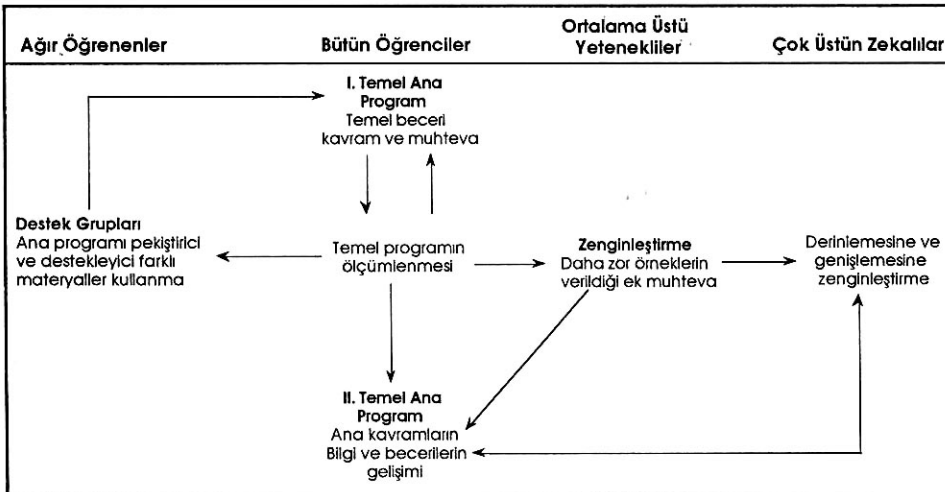 Ağır Öğrenenler
Bütün Öğrenciler
Ortalama Üstü
Yetenekliler
Çok Üstün Zekalılar
I. Temel Ana
Program
Temel beceri
kavram ve muhteva
Destek Grupları
Ana programı pekiştirici
ve destekleyici farklı
materyaller kullanma
Temel programın
ölçümlenmesi
Zenginleştirme
Daha zor örneklerin
verildiği ek muhteva
Derinlemesine ve
genişlemesine
zenginleştirme
II. Temel Ana
Program
Ana kavramların
Bilgi ve becerilerin
gelişimi